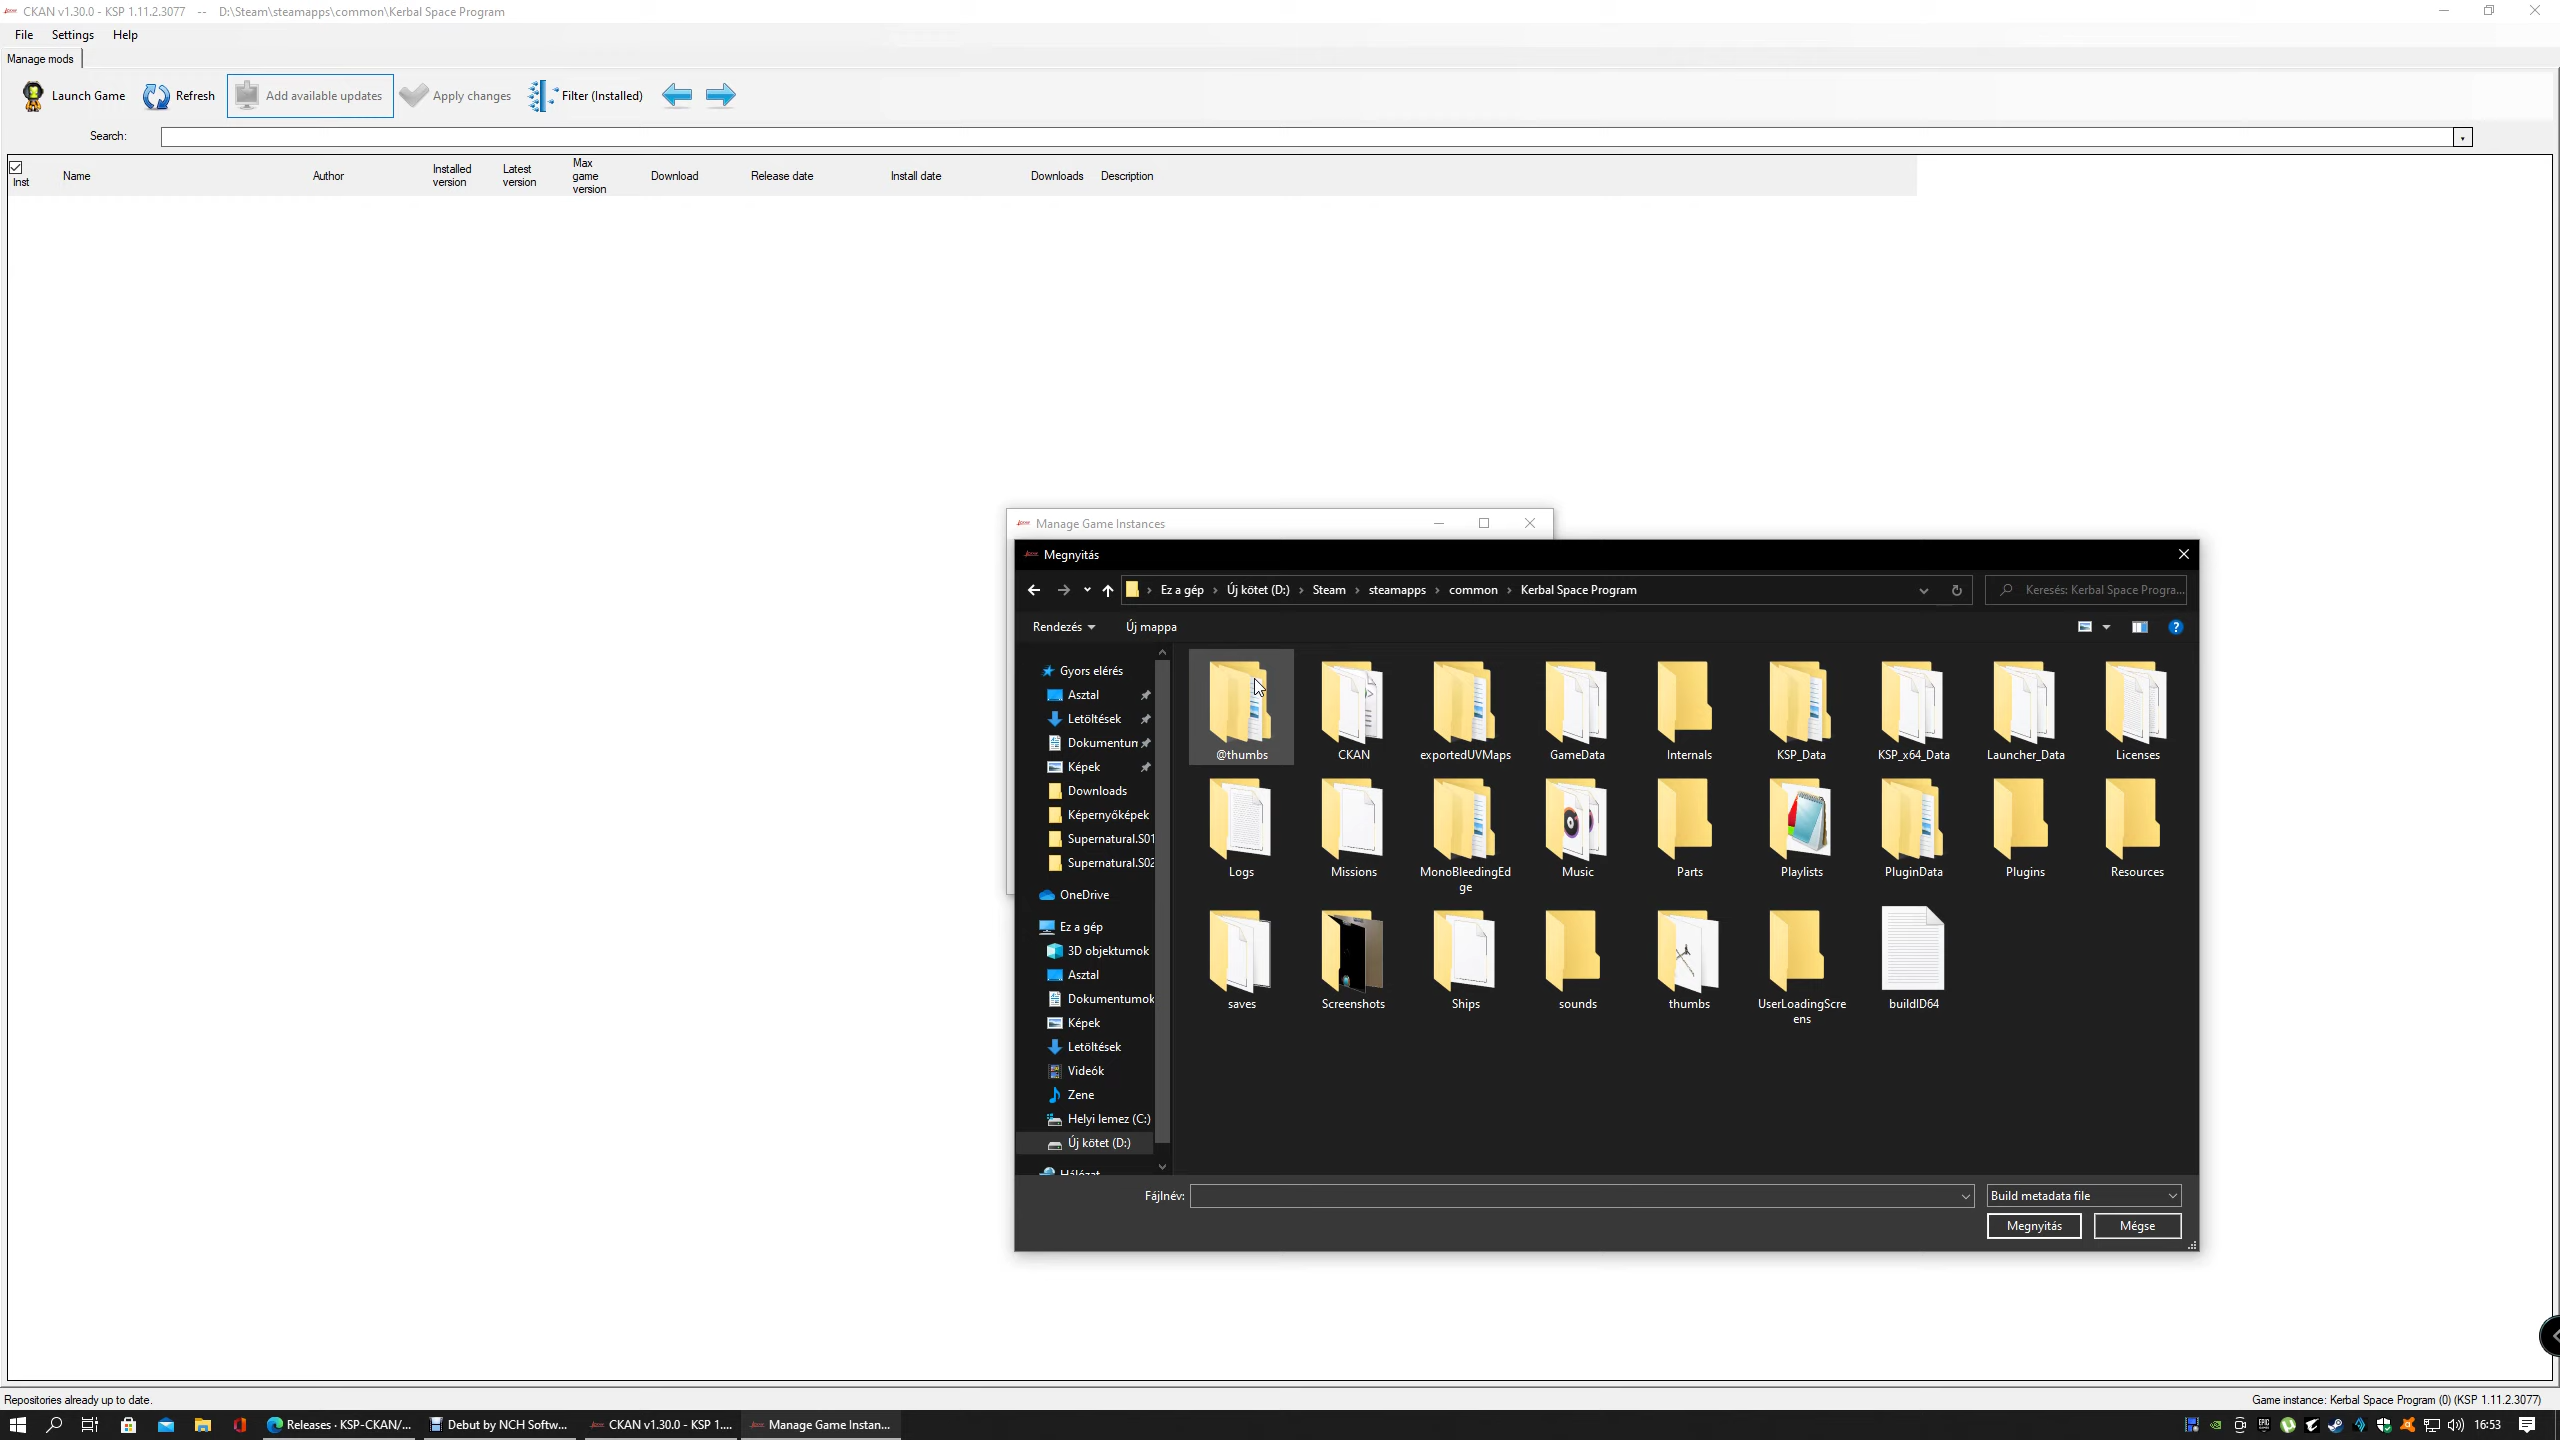 CKAN v1.30.0 - KSP 1.11.2.3077 -- D:\Steam\steamapps\common\Kerbal Space Program
File Settings Help
Manage mods
Launch Game Refresh Add available updates Apply changes Filter (Installed)
Search:
Inst Name Author Installed version Latest version Max game version Download Release date Install date Downloads Description
Manage Game Instances
Megnyitás
Ez a gép Új kötet (D:) Steam steamapps common Kerbal Space Program
Keresés: Kerbal Space Progra...
Rendezés Új mappa
Gyors elérés
Asztal
Letöltések
Dokumentum
Képek
Downloads
Képernyőképek
Supernatural.S01
Supernatural.S02
OneDrive
Ez a gép
3D objektumok
Asztal
Dokumentumok
Képek
Letöltések
Videók
Zene
Helyi lemez (C:)
Új kötet (D:)
Hálózat
@thumbs CKAN exportedUVMaps GameData Internals KSP_Data KSP_x64_Data Launcher_Data Licenses
Logs Missions MonoBleedingEd
ge Music Parts Playlists PluginData Plugins Resources
saves Screenshots Ships sounds thumbs UserLoadingScre
ens buildID64
Fájlnév: Build metadata file
Megnyitás Mégse
Repositories already up to date. Game instance: Kerbal Space Program (0) (KSP 1.11.2.3077)
Releases · KSP-CKAN/... Debut by NCH Softw... CKAN v1.30.0 - KSP 1.... Manage Game Instan... 16:53